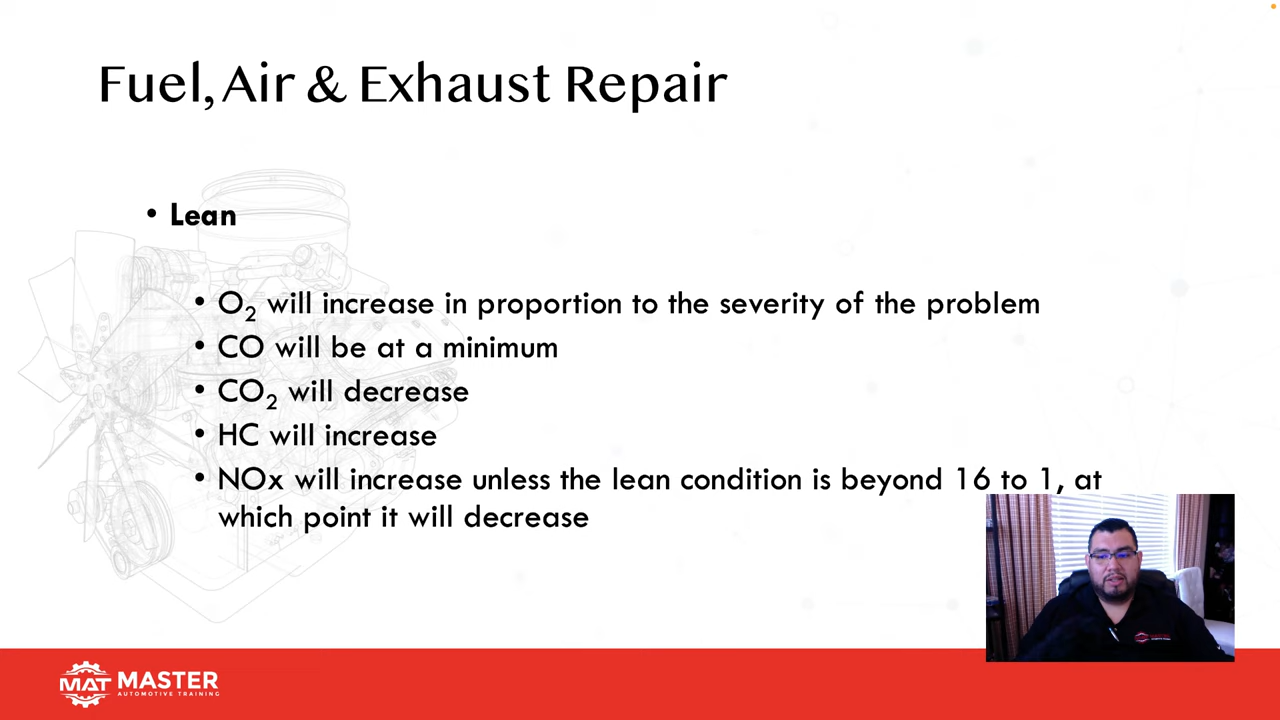 Fuel, Air & Exhaust Repair
• Lean
• O₂ will increase in proportion to the severity of the problem
• CO will be at a minimum
• CO₂ will decrease
• HC will increase
• NOx will increase unless the lean condition is beyond 16 to 1, at
which point it will decrease
MAT MASTER
AUTOMOTIVE TRAINING